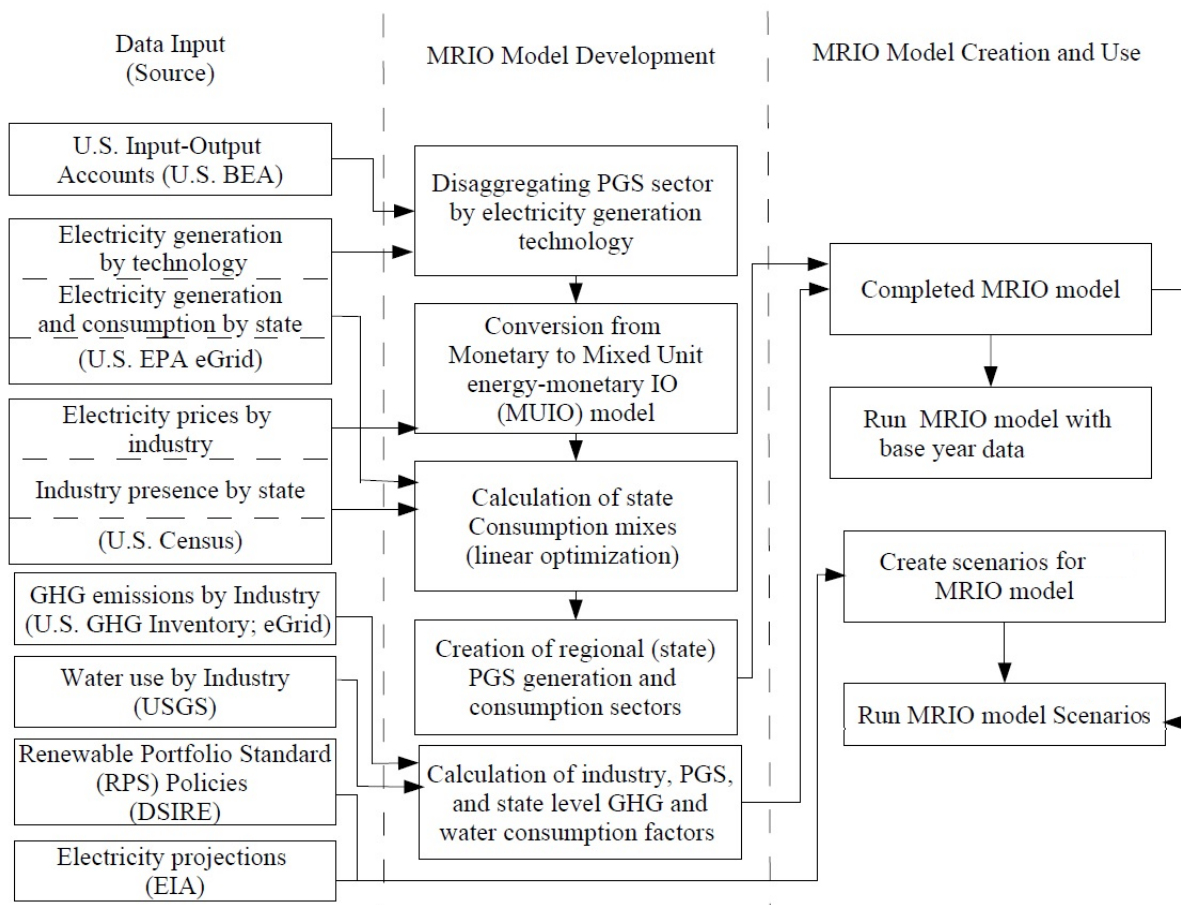 Data Input
(Source)
MRIO Model Development
MRIO Model Creation and Use
U.S. Input-Output
Accounts (U.S. BEA)
Electricity generation
by technology
Electricity generation
and consumption by state
(U.S. EPA eGrid)
Electricity prices by
industry
Industry presence by state
(U.S. Census)
GHG emissions by Industry
(U.S. GHG Inventory; eGrid)
Water use by Industry
(USGS)
Renewable Portfolio Standard
(RPS) Policies
(DSIRE)
Electricity projections
(EIA)
Disaggregating PGS sector
by electricity generation
technology
Conversion from
Monetary to Mixed Unit
energy-monetary IO
(MUIO) model
Calculation of state
Consumption mixes
(linear optimization)
Creation of regional (state)
PGS generation and
consumption sectors
Calculation of industry, PGS,
and state level GHG and
water consumption factors
Completed MRIO model
Run MRIO model with
base year data
Create scenarios for
MRIO model
Run MRIO model Scenarios